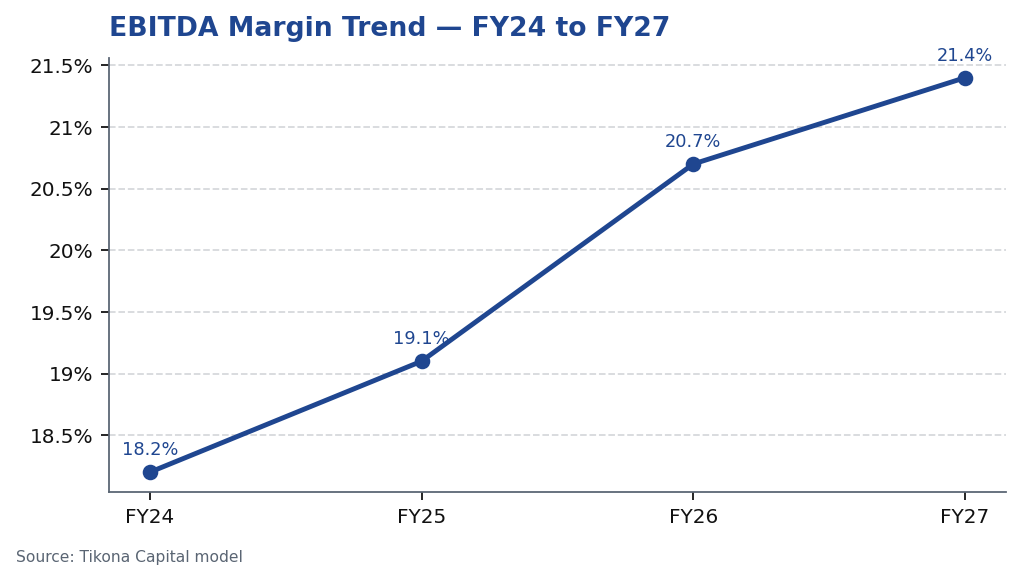 EBITDA Margin Trend — FY24 to FY27
21.5%
21%
20.5%
20%
19.5%
19%
18.5%
18.2%
19.1%
20.7%
21.4%
FY24
FY25
FY26
FY27
Source: Tikona Capital model